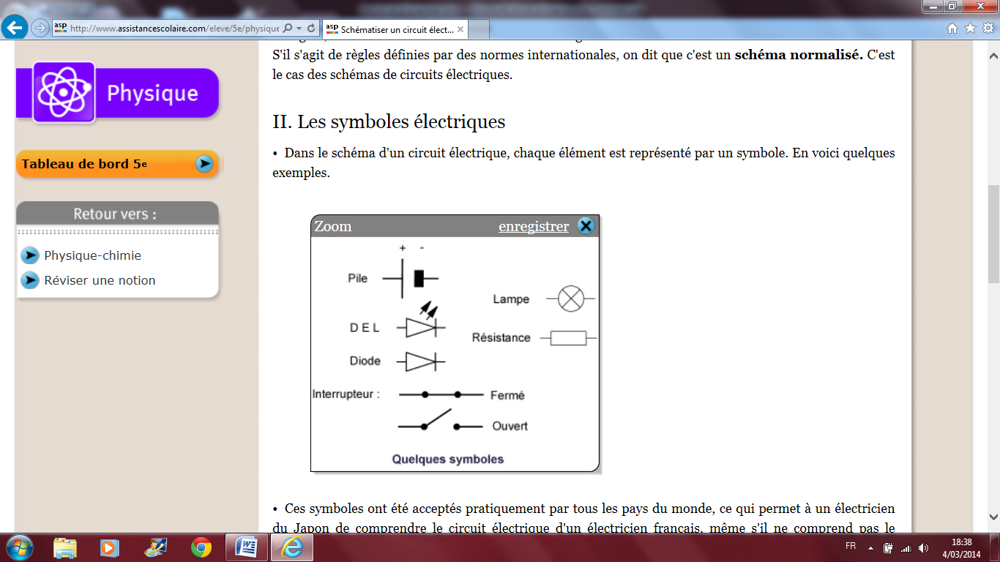 http://www.assistancescolaire.com/eleve/5e/physique
asp Schématiser un circuit élect...
S'il s'agit de règles définies par des normes internationales, on dit que c'est un schéma normalisé. C'est
le cas des schémas de circuits électriques.
Physique
Tableau de bord 5e
Retour vers :
Physique-chimie
Réviser une notion
II. Les symboles électriques
• Dans le schéma d'un circuit électrique, chaque élément est représenté par un symbole. En voici quelques
exemples.
Zoom enregistrer
+ -
Pile
Lampe
D E L
Résistance
Diode
Interrupteur : Fermé
Ouvert
Quelques symboles
• Ces symboles ont été acceptés pratiquement par tous les pays du monde, ce qui permet à un électricien
du Japon de comprendre le circuit électrique d'un électricien français, même s'il ne comprend pas le
FR
18:38
4/03/2014